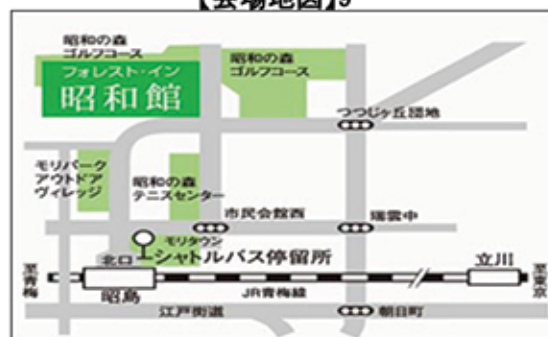 【会場地図】9
昭和の森
ゴルフコース
昭和の森
ゴルフコース
フォレスト・イン
昭和館
つつじヶ丘団地
モリパーク
アウトドア
ヴィレッジ
昭和の森
テニスセンター
市民会館西
瑞雲中
モリタウン
北口
シャトルバス停留所
至青梅
昭島
JR青梅線
立川
至東京
江戸街道
朝日町